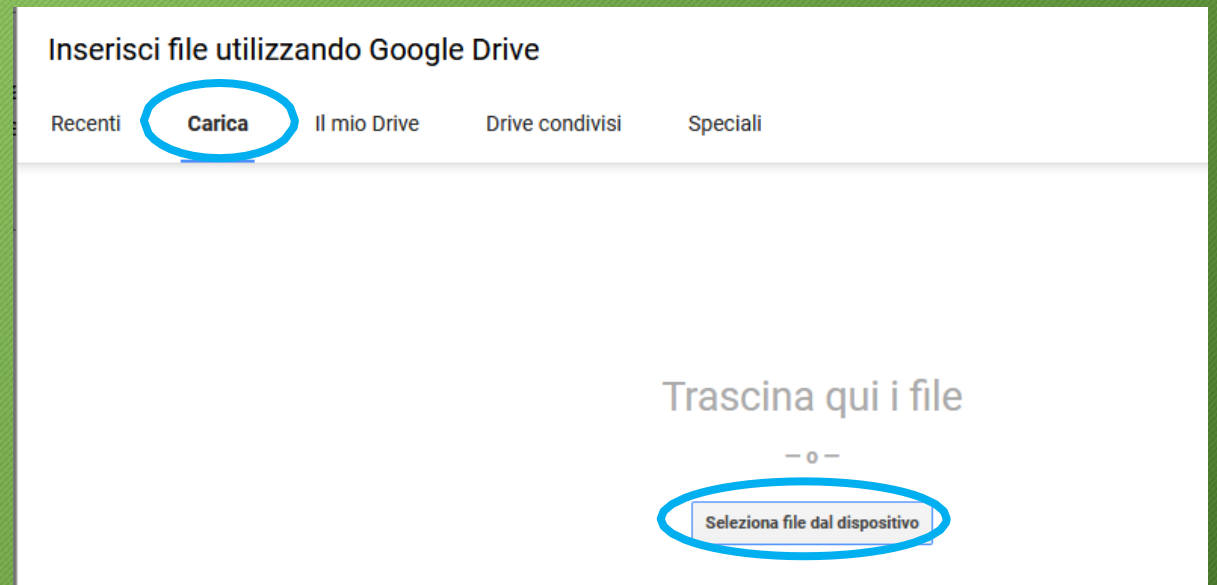 Inserisci file utilizzando Google Drive
Recenti Carica Il mio Drive Drive condivisi Speciali
Trascina qui i file
— o —
Seleziona file dal dispositivo